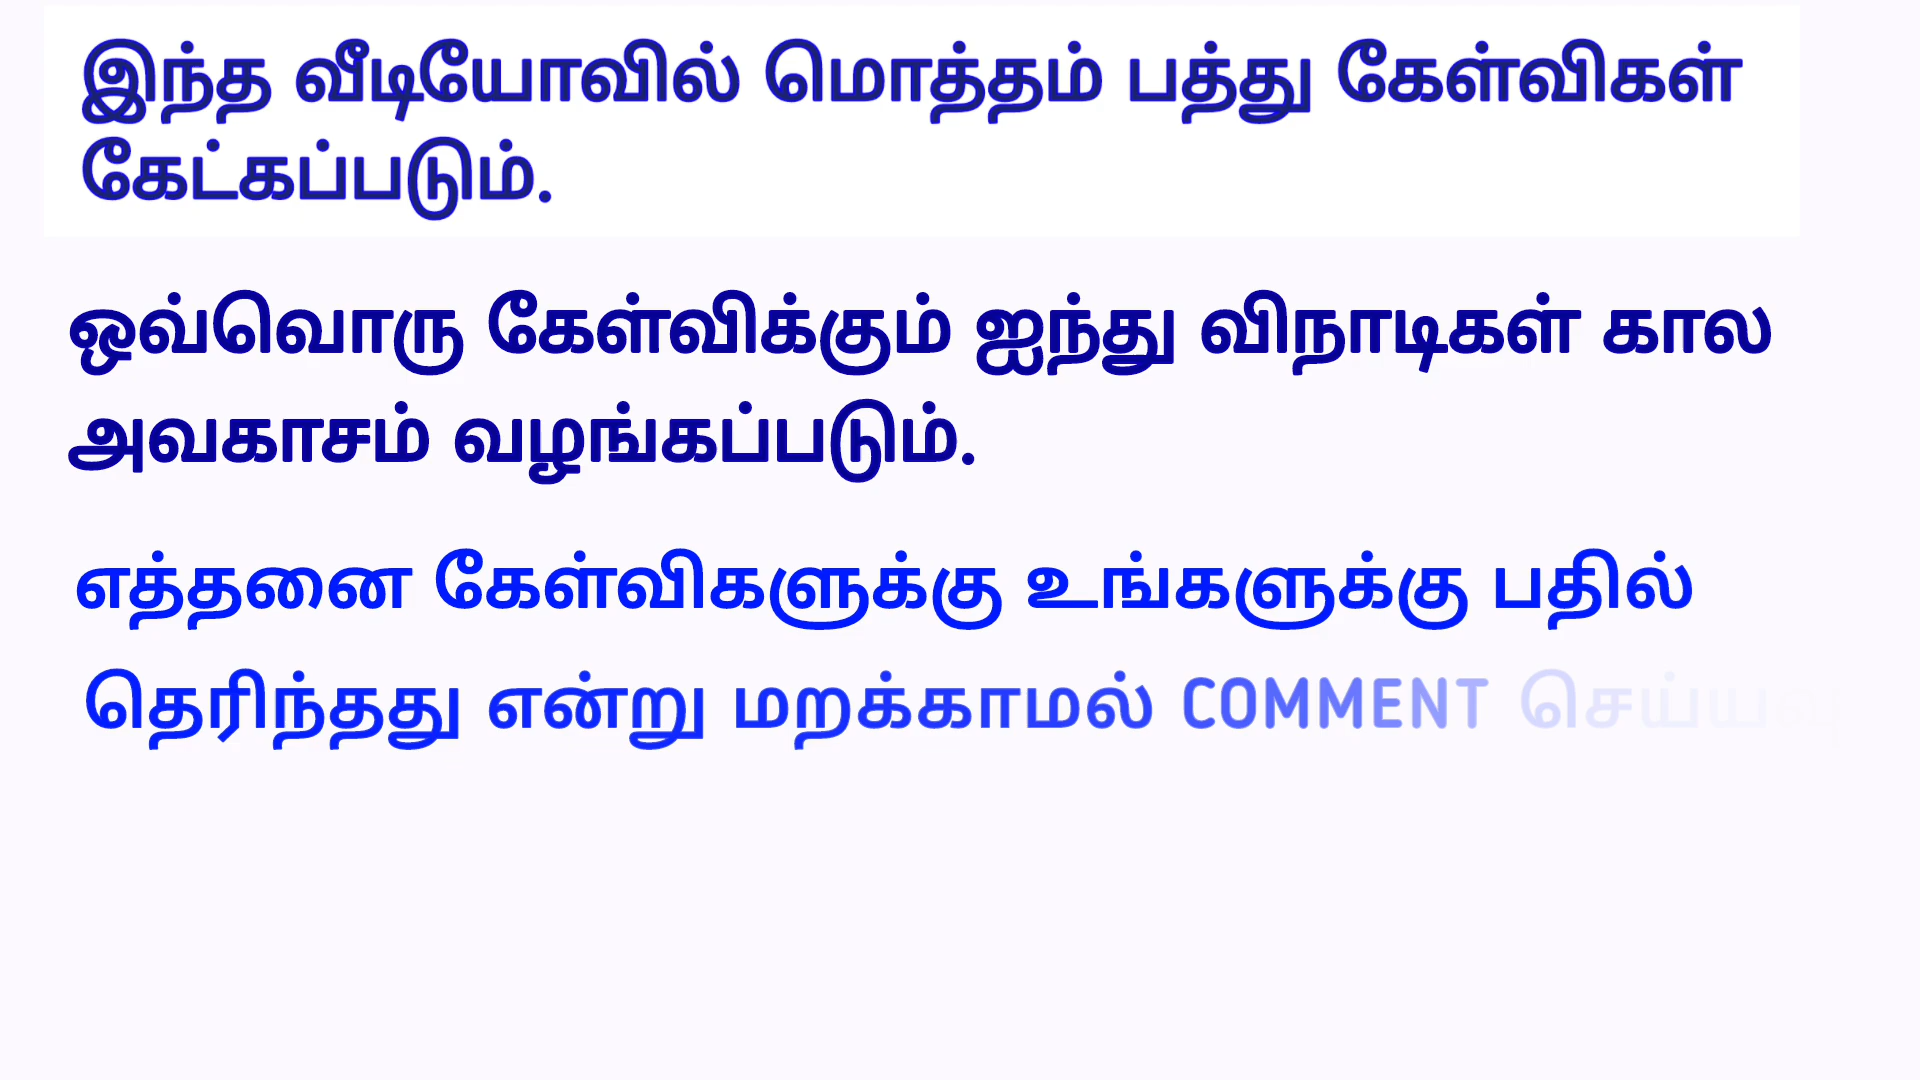 இந்த வீடியோவில் மொத்தம் பத்து கேள்விகள்
கேட்கப்படும்.
ஒவ்வொரு கேள்விக்கும் ஐந்து விநாடிகள் கால
அவகாசம் வழங்கப்படும்.
எத்தனை கேள்விகளுக்கு உங்களுக்கு பதில்
தெரிந்தது என்று மறக்காமல் COMMENT